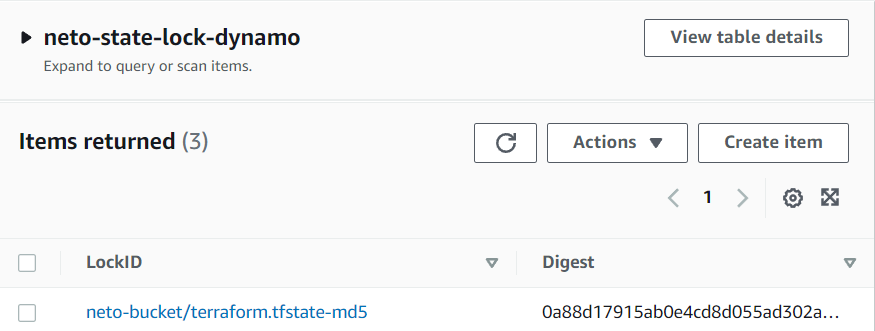 neto-state-lock-dynamo
View table details
Expand to query or scan items.
Items returned (3)
Actions
Create item
1
LockID
Digest
neto-bucket/terraform.tfstate-md5
0a88d17915ab0e4cd8d055ad302a...